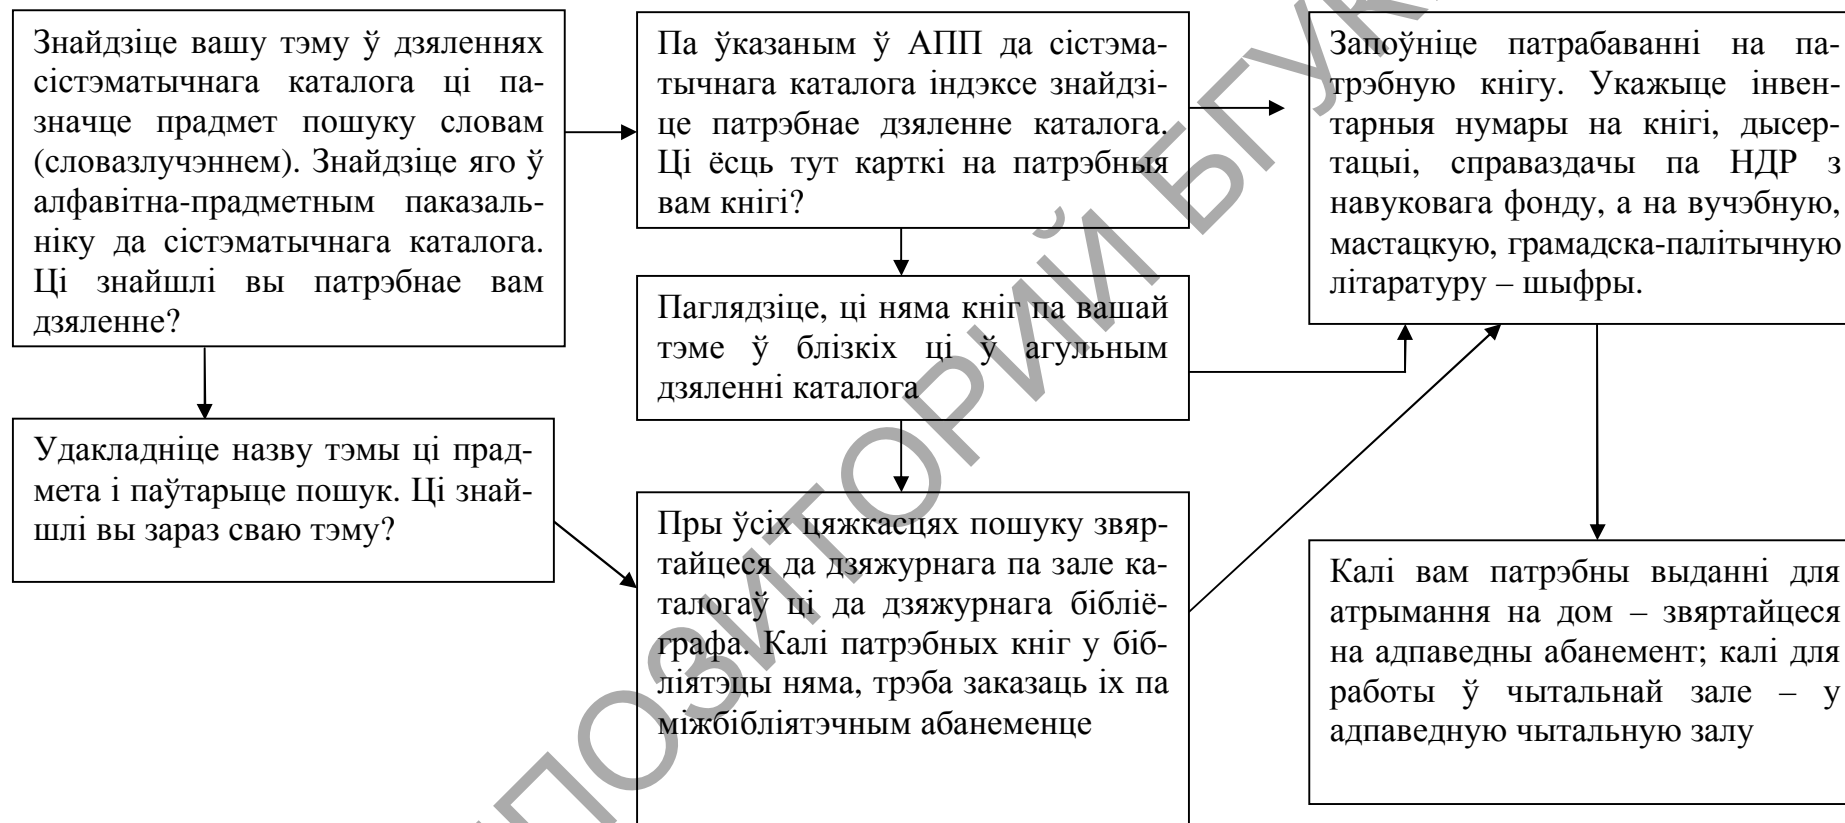 Знайдзіце вашу тэму ў дзяленнях
сістэматычнага каталога ці па-
значце прадмет пошуку словам
(словазлучэннем). Знайдзіце яго ў
алфавітна-прадметным паказаль-
ніку да сістэматычнага каталога.
Ці знайшлі вы патрэбнае вам
дзяленне?
Удакладніце назву тэмы ці прад-
мета і паўтарыце пошук. Ці знай-
шлі вы зараз сваю тэму?
Па ўказаным ў АПП да сістэма-
тычнага каталога індэксе знайдзі-
це патрэбнае дзяленне каталога.
Ці ёсць тут карткі на патрэбныя
вам кнігі?
Паглядзіце, ці няма кніг па вашай
тэме ў блізкіх ці ў агульным
дзяленні каталога
Пры ўсіх цяжкасцях пошуку звяр-
тайцеся да дзяжурнага па зале ка-
талогаў ці да дзяжурнага бібліё-
графа. Калі патрэбных кніг у біб-
ліятэцы няма, трэба заказаць іх па
міжбібліятэчным абанеменце
Запоўніце патрабаванні на па-
трэбную кнігу. Укажыце інвен-
тарныя нумары на кнігі, дысер-
тацыі, справаздачы па НДР з
навуковага фонду, а на вучэбную,
мастацкую, грамадска-палітычную
літаратуру – шыфры.
Калі вам патрэбны выданні для
атрымання на дом – звяртайцеся
на адпаведны абанемент; калі для
работы ў чытальнай зале – у
адпаведную чытальную залу
ПОЗИТОРИЙ БГУК